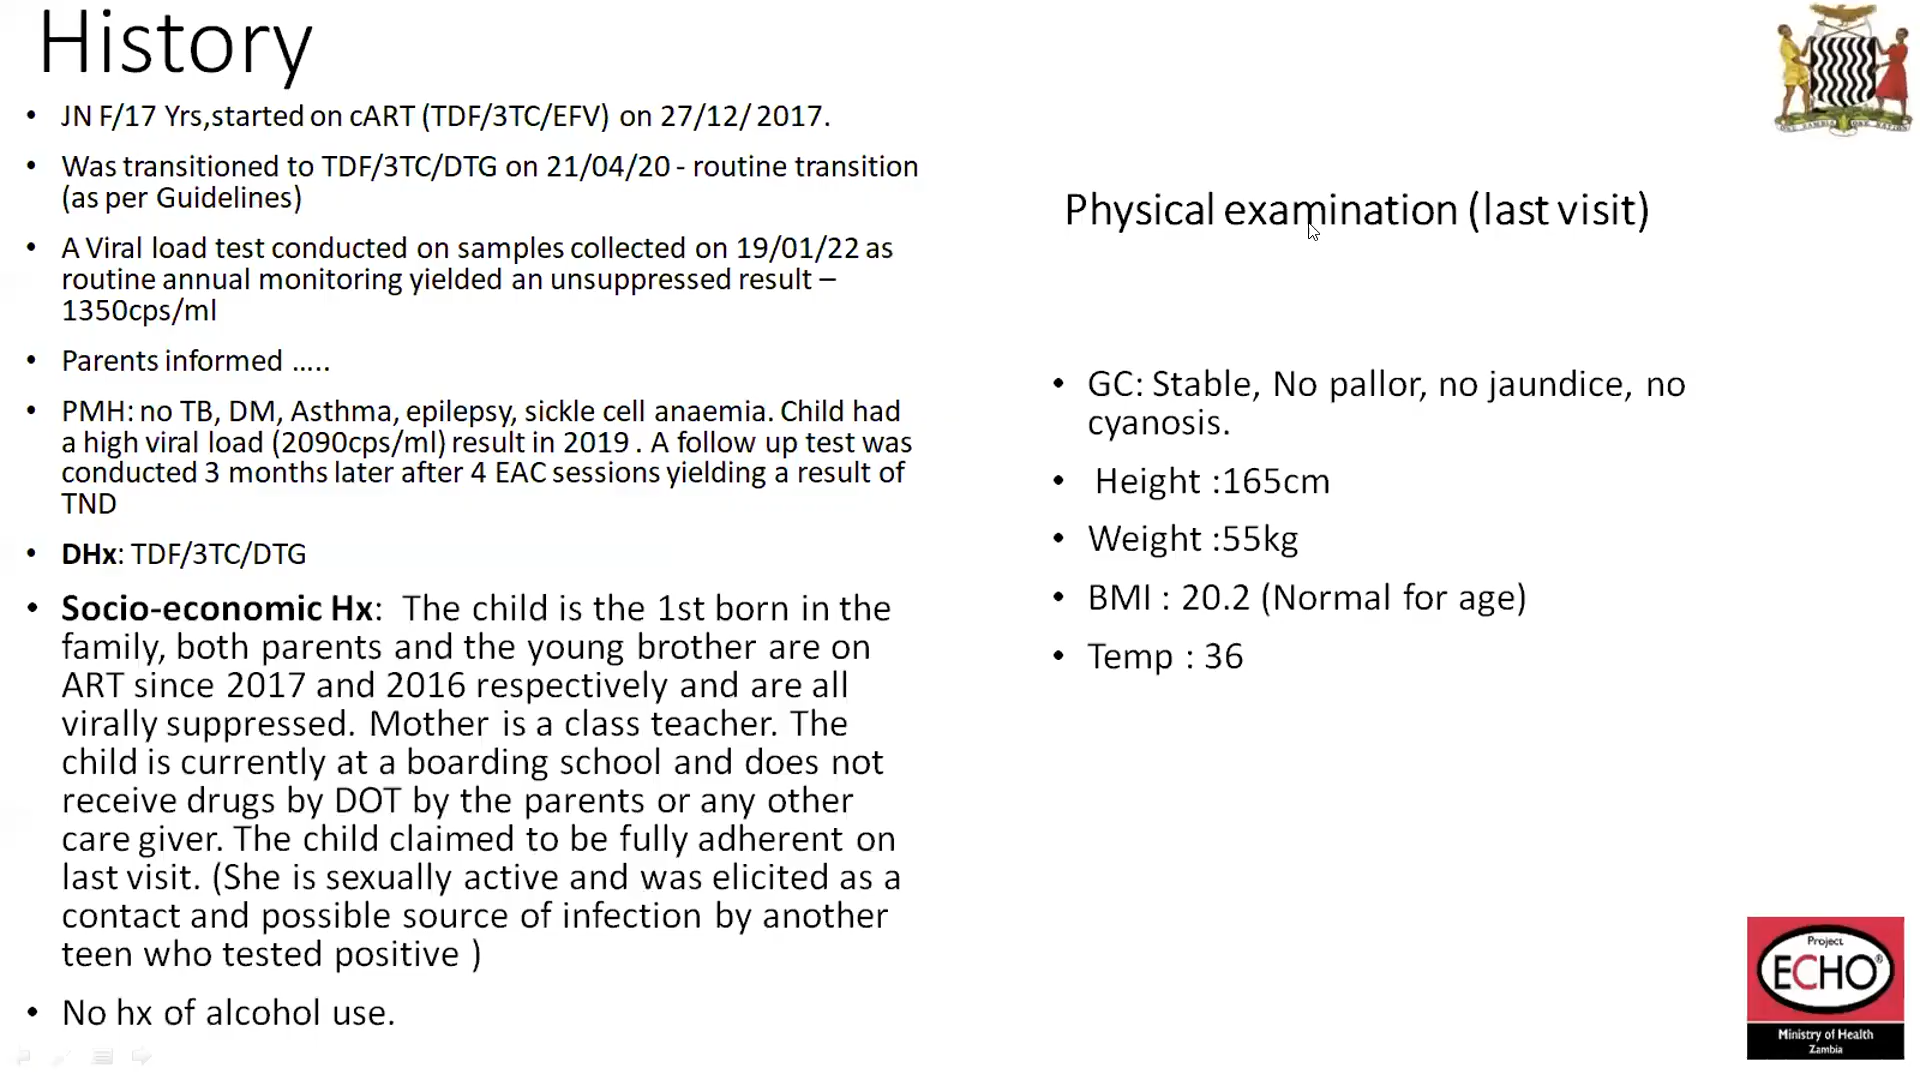 History
• JN F/17 Yrs,started on cART (TDF/3TC/EFV) on 27/12/ 2017.
• Was transitioned to TDF/3TC/DTG on 21/04/20 - routine transition
(as per Guidelines)
• A Viral load test conducted on samples collected on 19/01/22 as
routine annual monitoring yielded an unsuppressed result –
1350cps/ml
• Parents informed …..
• PMH: no TB, DM, Asthma, epilepsy, sickle cell anaemia. Child had
a high viral load (2090cps/ml) result in 2019 . A follow up test was
conducted 3 months later after 4 EAC sessions yielding a result of
TND
• DHx: TDF/3TC/DTG
• Socio-economic Hx: The child is the 1st born in the
family, both parents and the young brother are on
ART since 2017 and 2016 respectively and are all
virally suppressed. Mother is a class teacher. The
child is currently at a boarding school and does not
receive drugs by DOT by the parents or any other
care giver. The child claimed to be fully adherent on
last visit. (She is sexually active and was elicited as a
contact and possible source of infection by another
teen who tested positive )
• No hx of alcohol use.
Physical examination (last visit)
• GC: Stable, No pallor, no jaundice, no
cyanosis.
• Height :165cm
• Weight :55kg
• BMI : 20.2 (Normal for age)
• Temp : 36
ONE ZAMBIA ONE NATION
Project
ECHO®
Ministry of Health
Zambia